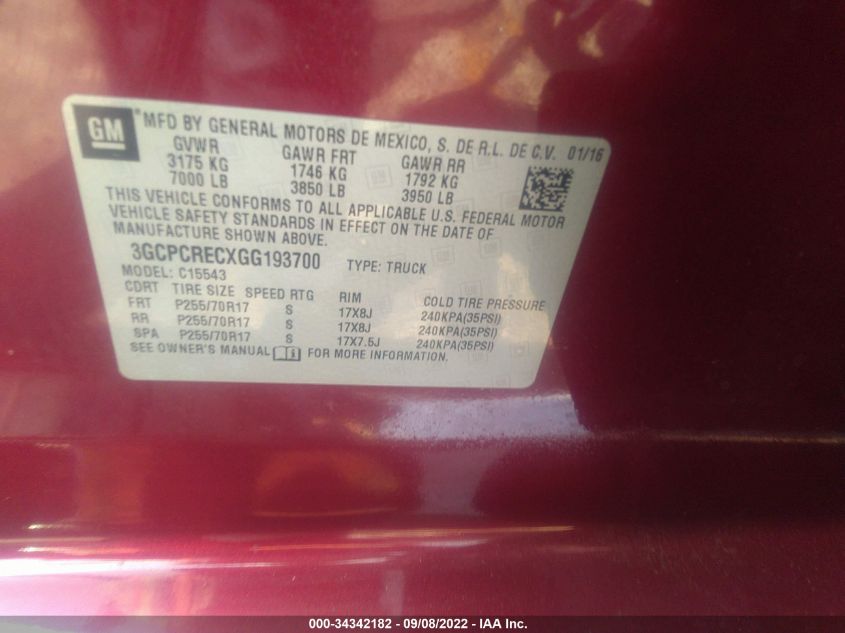 GM ® MFD BY GENERAL MOTORS DE MEXICO, S. DE R.L. DE C.V. 01/16
GVWR GAWR FRT GAWR RR
3175 KG 1746 KG 1792 KG
7000 LB 3850 LB 3950 LB
THIS VEHICLE CONFORMS TO ALL APPLICABLE U.S. FEDERAL MOTOR
VEHICLE SAFETY STANDARDS IN EFFECT ON THE DATE OF
MANUFACTURE SHOWN ABOVE.
3GCPCRECXGG193700 TYPE: TRUCK
MODEL: C15543
CDRT TIRE SIZE SPEED RTG RIM COLD TIRE PRESSURE
FRT P255/70R17 S 17X8J 240KPA(35PSI)
RR P255/70R17 S 17X8J 240KPA(35PSI)
SPA P255/70R17 S 17X7.5J 240KPA(35PSI)
SEE OWNER'S MANUAL FOR MORE INFORMATION.
000-34342182 - 09/08/2022 - IAA Inc.